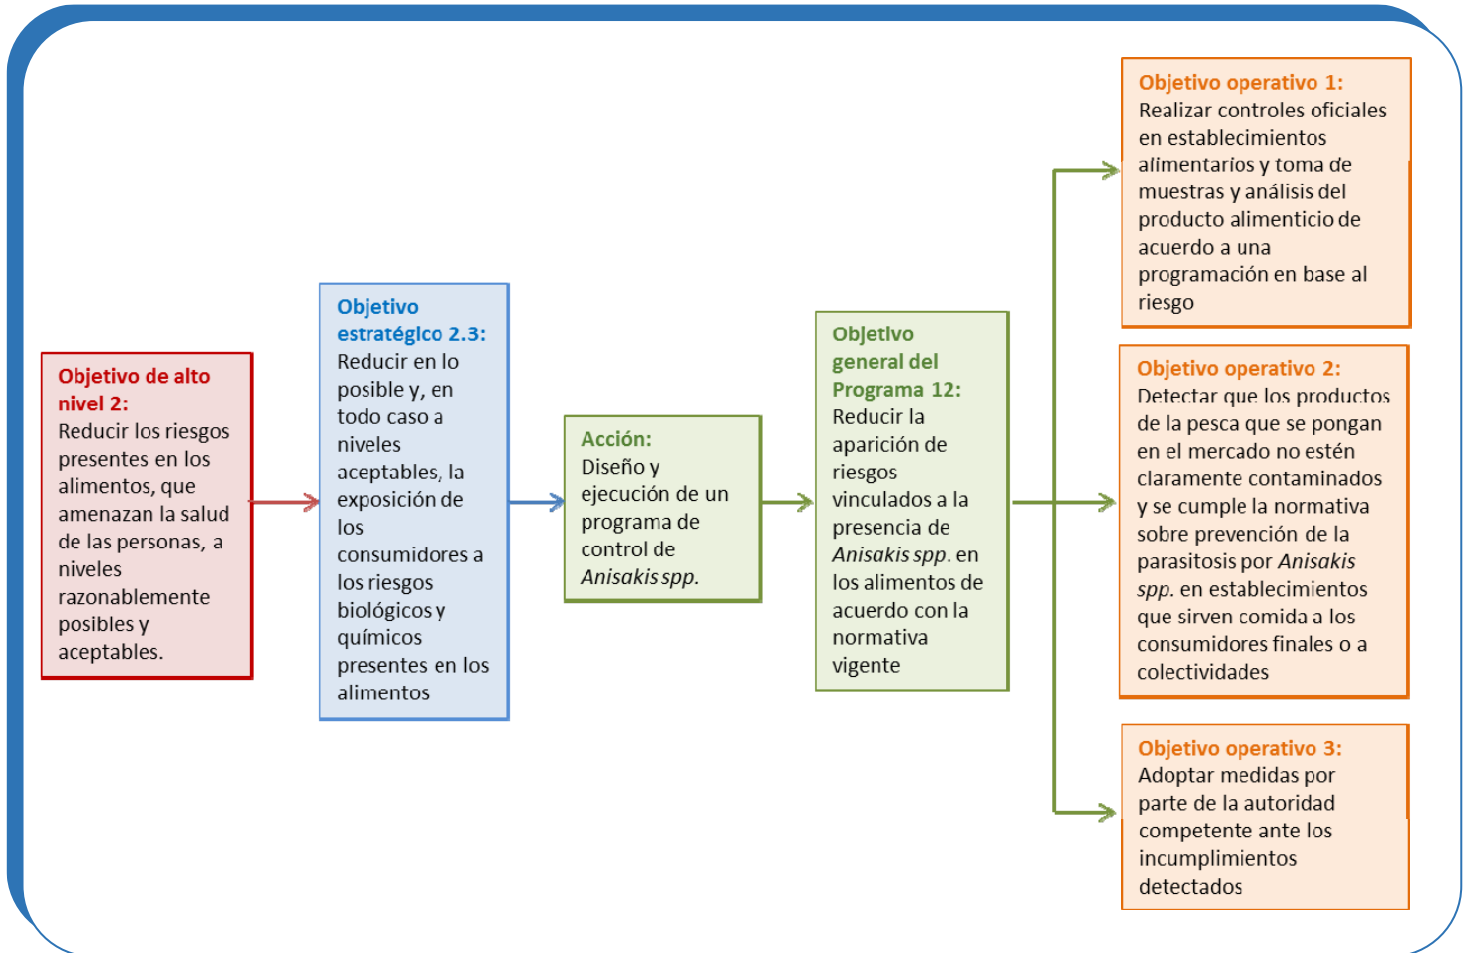 Objetivo de alto
nivel 2:
Reducir los riesgos
presentes en los
alimentos, que
amenazan la salud
de las personas, a
niveles
razonablemente
posibles y
aceptables.
Objetivo
estratégico 2.3:
Reducir en lo
posible y, en
todo caso a
niveles
aceptables, la
exposición de
los
consumidores a
los riesgos
biológicos y
químicos
presentes en los
alimentos
Acción:
Diseño y
ejecución de un
programa de
control de
Anisakis spp.
Objetivo
general del
Programa 12:
Reducir la
aparición de
riesgos
vinculados a la
presencia de
Anisakis spp. en
los alimentos de
acuerdo con la
normativa
vigente
Objetivo operativo 1:
Realizar controles oficiales
en establecimientos
alimentarios y toma de
muestras y análisis del
producto alimenticio de
acuerdo a una
programación en base al
riesgo
Objetivo operativo 2:
Detectar que los productos
de la pesca que se pongan
en el mercado no estén
claramente contaminados
y se cumple la normativa
sobre prevención de la
parasitosis por Anisakis
spp. en establecimientos
que sirven comida a los
consumidores finales o a
colectividades
Objetivo operativo 3:
Adoptar medidas por
parte de la autoridad
competente ante los
incumplimientos
detectados